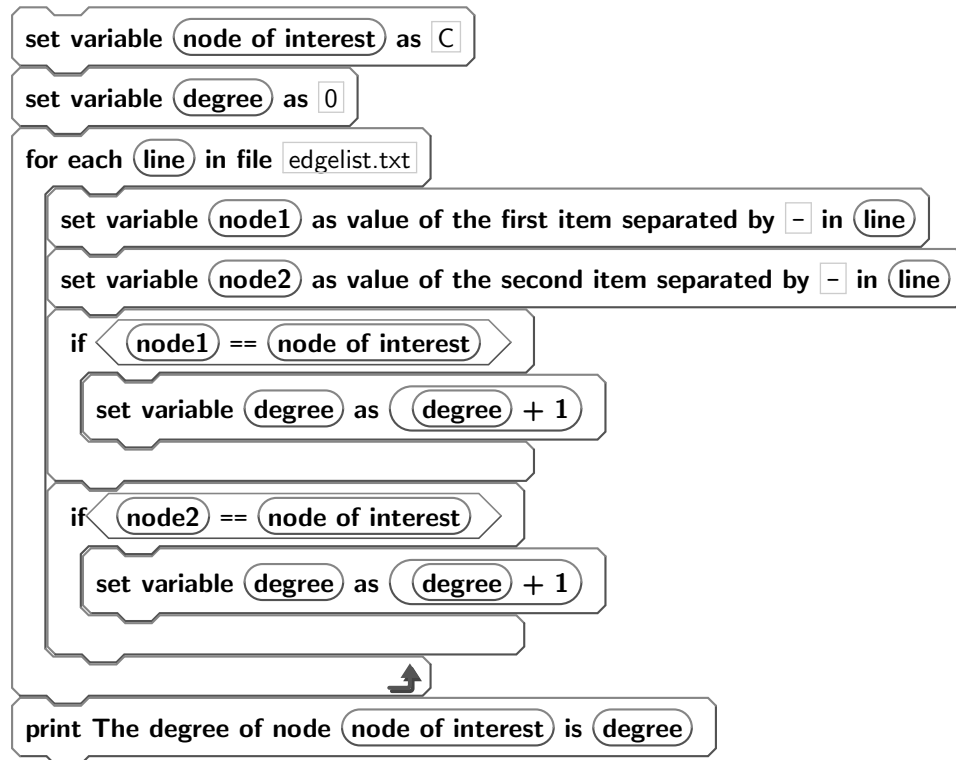 set variable node of interest as C
set variable degree as 0
for each line in file edgelist.txt
set variable node1 as value of the first item separated by - in line
set variable node2 as value of the second item separated by - in line
if node1 == node of interest
set variable degree as degree + 1
if node2 == node of interest
set variable degree as degree + 1
print The degree of node node of interest is degree